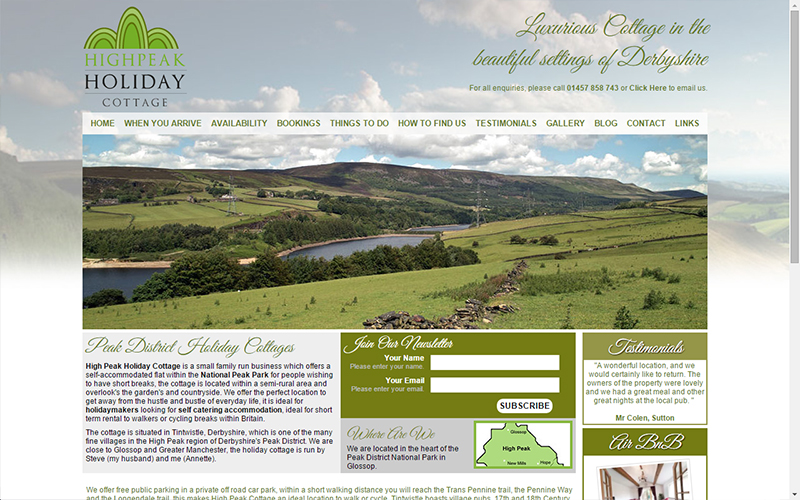 HIGHPEAK
HOLIDAY
COTTAGE
Luxurious Cottage in the
beautiful settings of Derbyshire
For all enquiries, please call 01457 858 743 or Click Here to email us.
HOME WHEN YOU ARRIVE AVAILABILITY BOOKINGS THINGS TO DO HOW TO FIND US TESTIMONIALS GALLERY BLOG CONTACT LINKS
Peak District Holiday Cottages
High Peak Holiday Cottage is a small family run business which offers a
self-accommodated flat within the National Peak Park for people wishing
to have short breaks, the cottage is located within a semi-rural area and
overlook's the garden's and countryside. We offer the perfect location to
get away from the hustle and bustle of everyday life, it is ideal for
holidaymakers looking for self catering accommodation, ideal for short
term rental to walkers or cycling breaks within Britain.
The cottage is situated in Tintwistle, Derbyshire, which is one of the many
fine villages in the High Peak region of Derbyshire's Peak District. We are
close to Glossop and Greater Manchester, the holiday cottage is run by
Steve (my husband) and me (Annette).
Join Our Newsletter
Your Name
Please enter your name.
Your Email
Please enter your email.
SUBSCRIBE
Where Are We
We are located in the heart of the
Peak District National Park in
Glossop.
Glossop
High Peak
New Mills
Hope
Testimonials
"A wonderful location, and we
would certainly like to return. The
owners of the property were lovely
and we had a great meal and other
great nights at the local pub. "
Mr Colen, Sutton
Air BnB
We offer free public parking in a private off road car park, within a short walking distance you will reach the Trans Pennine trail, the Pennine Way
and the Longdendale trail, this makes High Peak Cottage an ideal location to walk or cycle. Tintwistle boasts village pubs, 17th and 18th Century